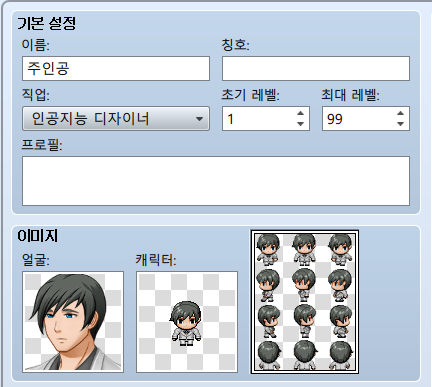 기본 설정
이름:
칭호:
주인공
직업:
초기 레벨:
최대 레벨:
인공지능 디자이너
1
99
프로필:
이미지
얼굴:
캐릭터: